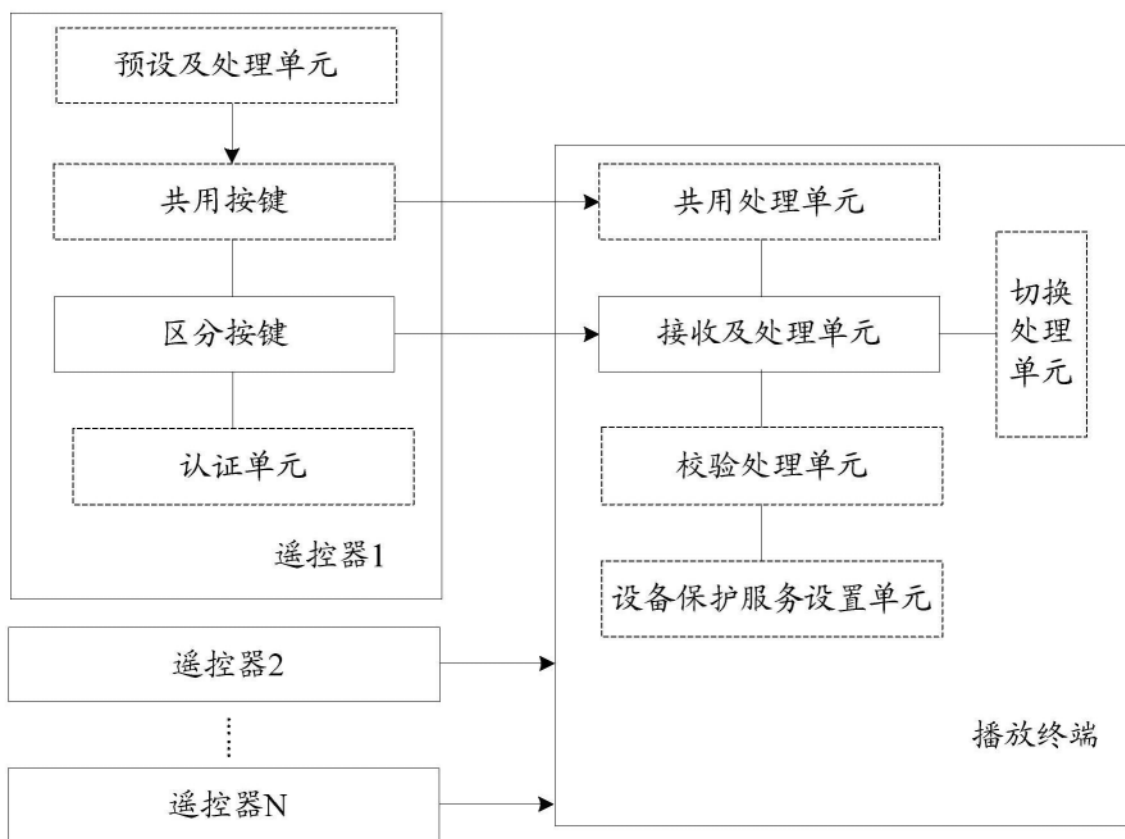 预设及处理单元
共用按键
区分按键
认证单元
遥控器1
遥控器2
遥控器N
共用处理单元
接收及处理单元
校验处理单元
设备保护服务设置单元
切换
处理
单元
播放终端